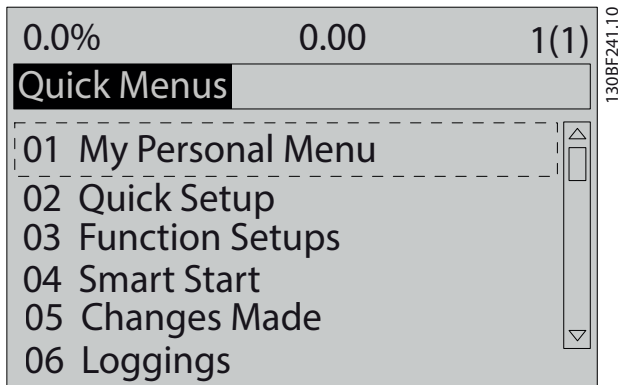 0.0% 0.00 1(1)
Quick Menus
01 My Personal Menu
02 Quick Setup
03 Function Setups
04 Smart Start
05 Changes Made
06 Loggings
130BF241.10